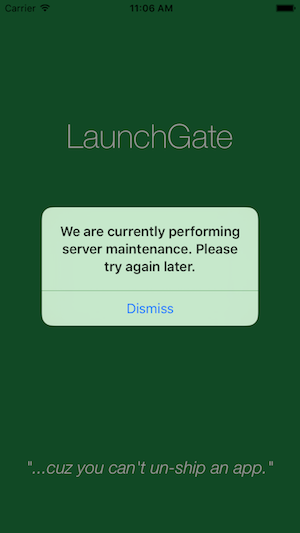 Carrier 11:06 AM
LaunchGate
We are currently performing
server maintenance. Please
try again later.
Dismiss
"...cuz you can't un-ship an app."